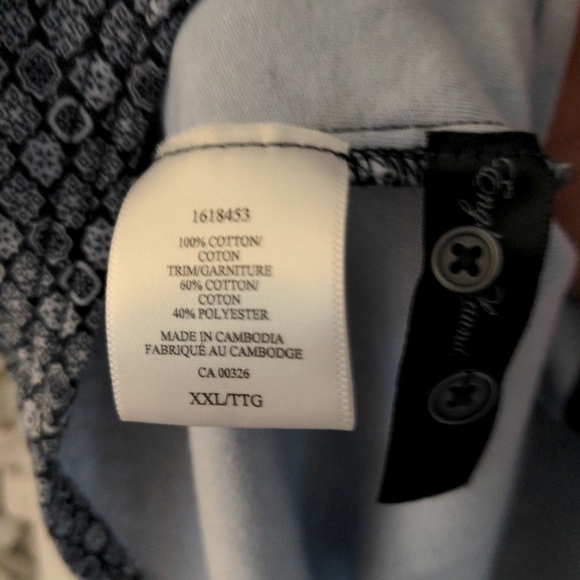 1618453
100% COTTON/
COTON
TRIM/GARNITURE
60% COTTON/
COTON
40% POLYESTER
MADE IN CAMBODIA
FABRIQUÉ AU CAMBODGE
CA 00326
XXL/TTG